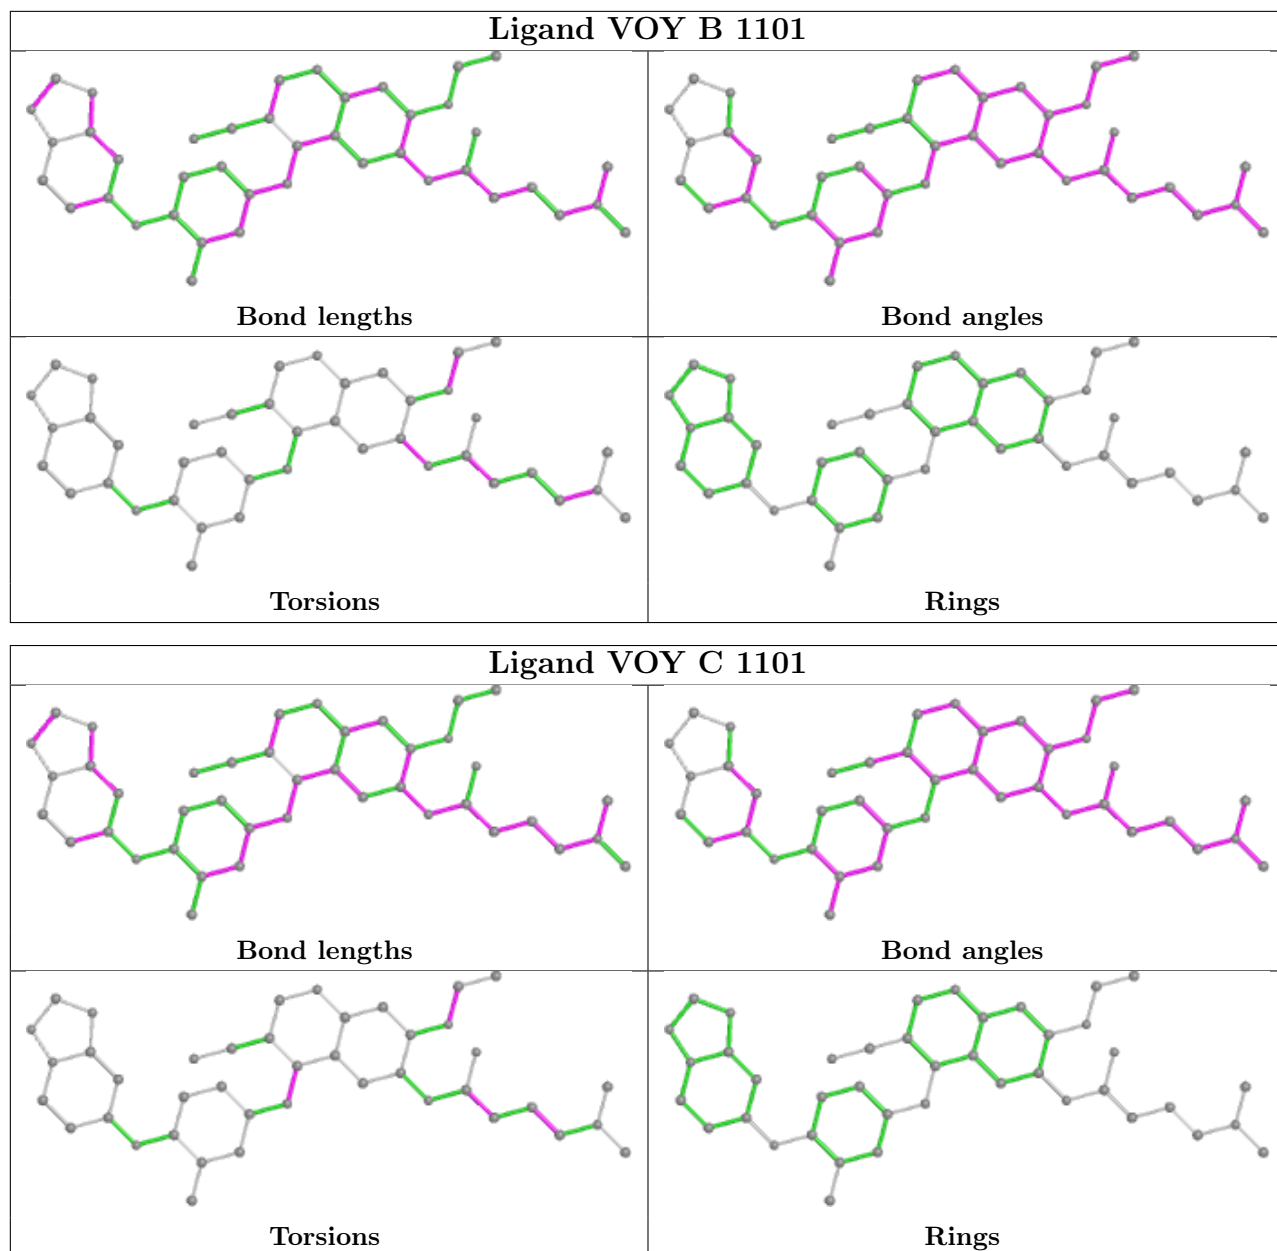 Ligand VOY B 1101
Bond lengths
Bond angles
Torsions
Rings
Ligand VOY C 1101
Bond lengths
Bond angles
Torsions
Rings